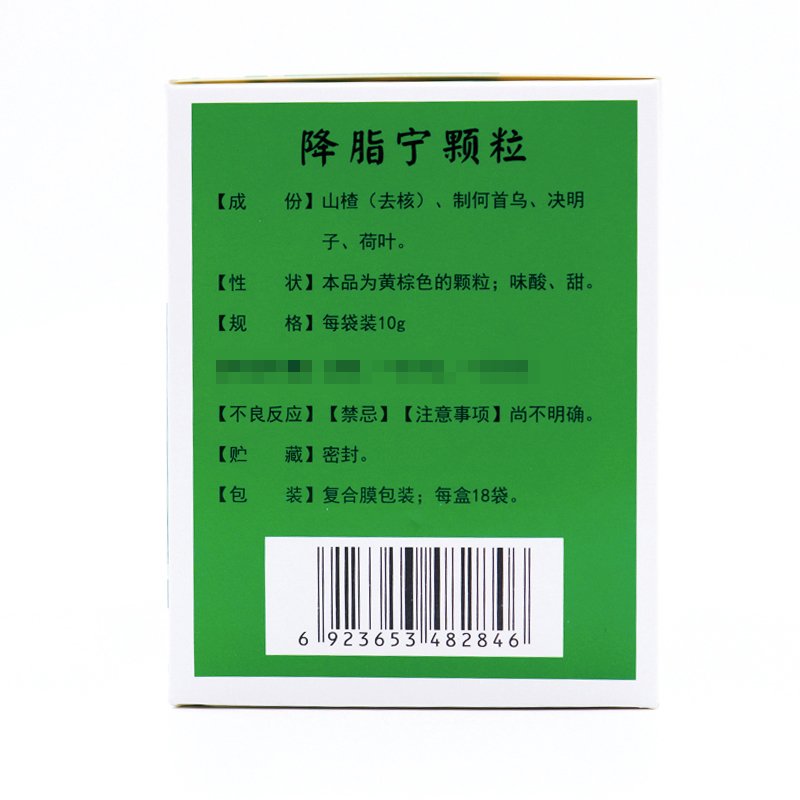 降脂宁颗粒
【成 份】山楂（去核）、制何首乌、决明
子、荷叶。
【性 状】本品为黄棕色的颗粒；味酸、甜。
【规 格】每袋装10g
【不良反应】【禁忌】【注意事项】尚不明确。
【贮 藏】密封。
【包 装】复合膜包装；每盒18袋。
6 923653 482846